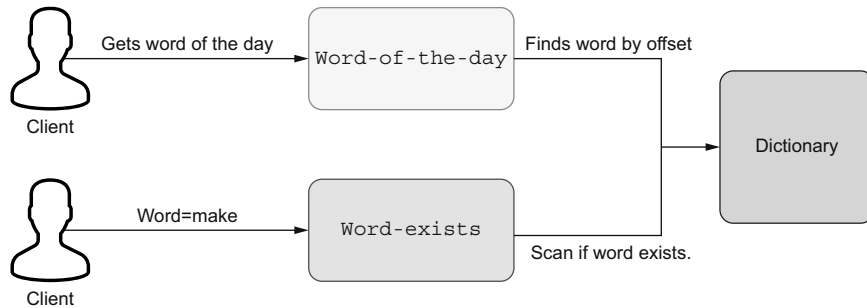 Gets word of the day
Word-of-the-day
Finds word by offset
Client
Dictionary
Word=make
Word-exists
Scan if word exists.
Client